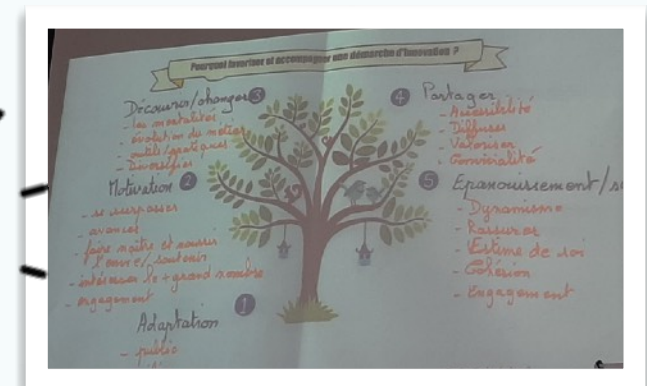 Pourquoi favoriser et accompagner une démarche d'innovation ?
Découvrir/changer 3
- les mentalités
- évolution du métier
- outils/pratiques
- Diversifier
Motivation 2
- se surpasser
- avancer
- faire naître et nourrir
l'envie/soutenir
- intéresser le + grand nombre
- engagement
1
Adaptation
- public
4 Partager
- Accessibilité
- Diffuser
- Valoriser
- Convivialité
5 Epanouissement/
- Dynamisme
- Rassurer
- Estime de soi
- Cohésion
- Engagement